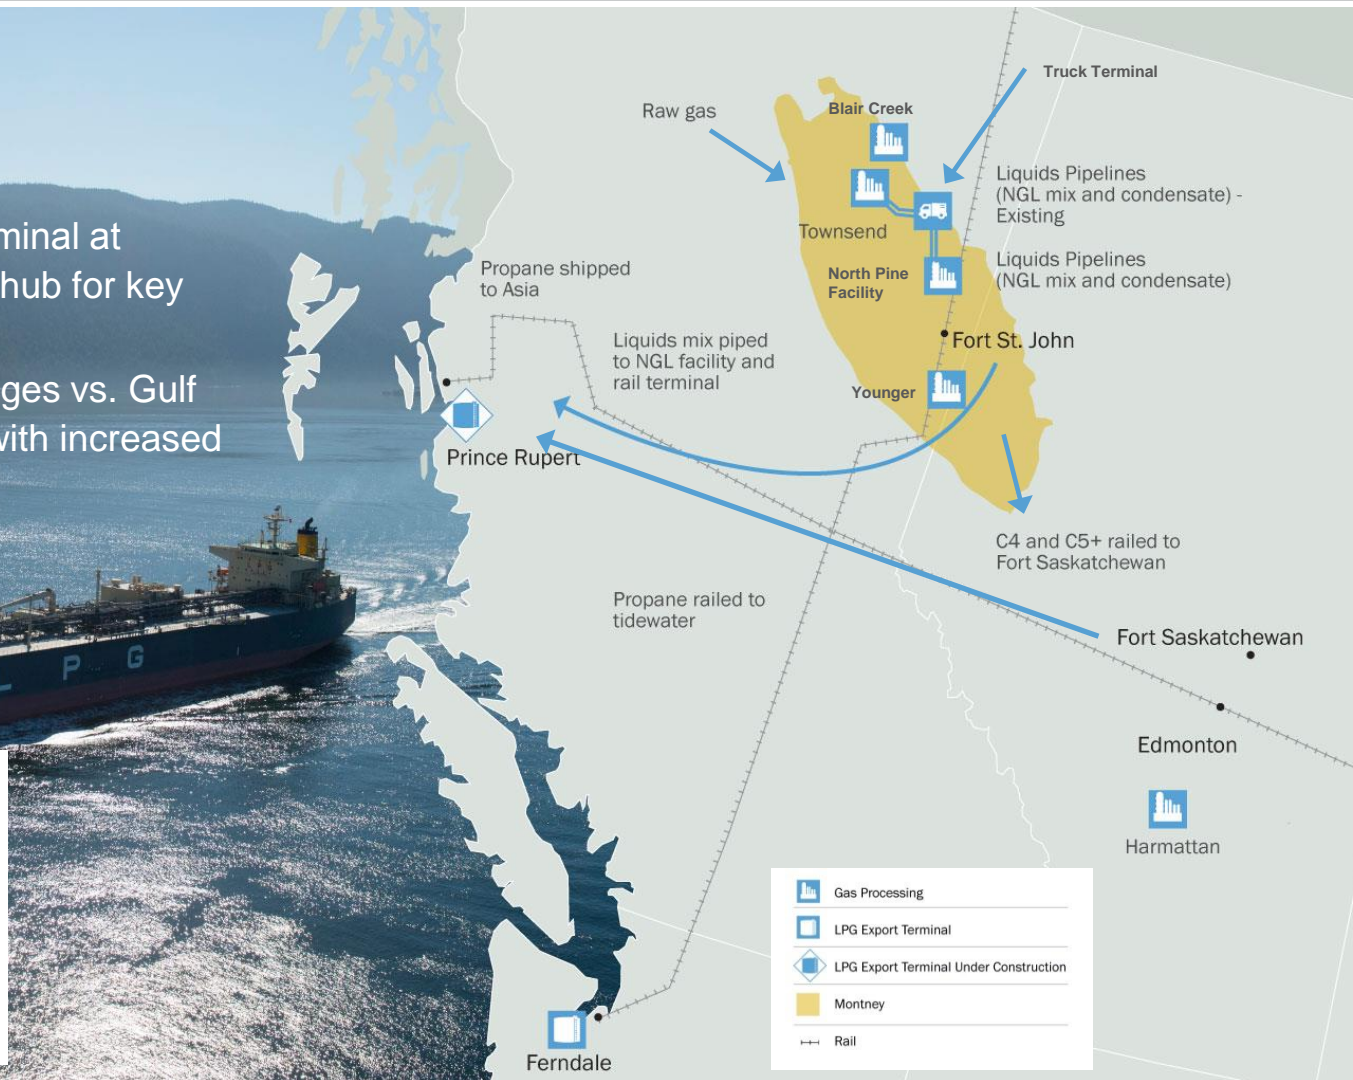 minal at
hub for key
ges vs. Gulf
with increased
L P G
Raw gas
Blair Creek
Truck Terminal
Liquids Pipelines
(NGL mix and condensate) -
Existing
Townsend
Liquids Pipelines
(NGL mix and condensate)
North Pine
Facility
Propane shipped
to Asia
Liquids mix piped
to NGL facility and
rail terminal
Fort St. John
Younger
Prince Rupert
C4 and C5+ railed to
Fort Saskatchewan
Propane railed to
tidewater
Fort Saskatchewan
Edmonton
Harmattan
Ferndale
Gas Processing
LPG Export Terminal
LPG Export Terminal Under Construction
Montney
Rail